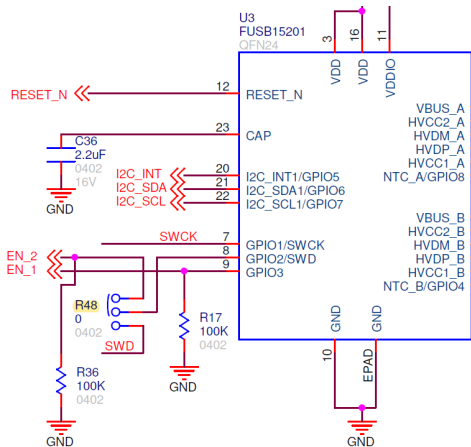 U3
FUSB15201
QFN24
3
16
11
VDD
VDD
VDDIO
RESET_N
12
RESET_N
VBUS_A
HVCC2_A
HVDM_A
HVDP_A
HVCC1_A
NTC_A/GPIO8
23
CAP
C36
2.2uF
0402
16V
GND
I2C_INT
20
I2C_INT1/GPIO5
I2C_SDA
21
I2C_SDA1/GPIO6
I2C_SCL
22
I2C_SCL1/GPIO7
VBUS_B
HVCC2_B
HVDM_B
HVDP_B
HVCC1_B
NTC_B/GPIO4
SWCK
7
GPIO1/SWCK
EN_2
8
GPIO2/SWD
EN_1
9
GPIO3
R48
0
0402
SWD
R17
100K
0402
GND
R36
100K
0402
GND
GND
GND
10
EPAD
GND